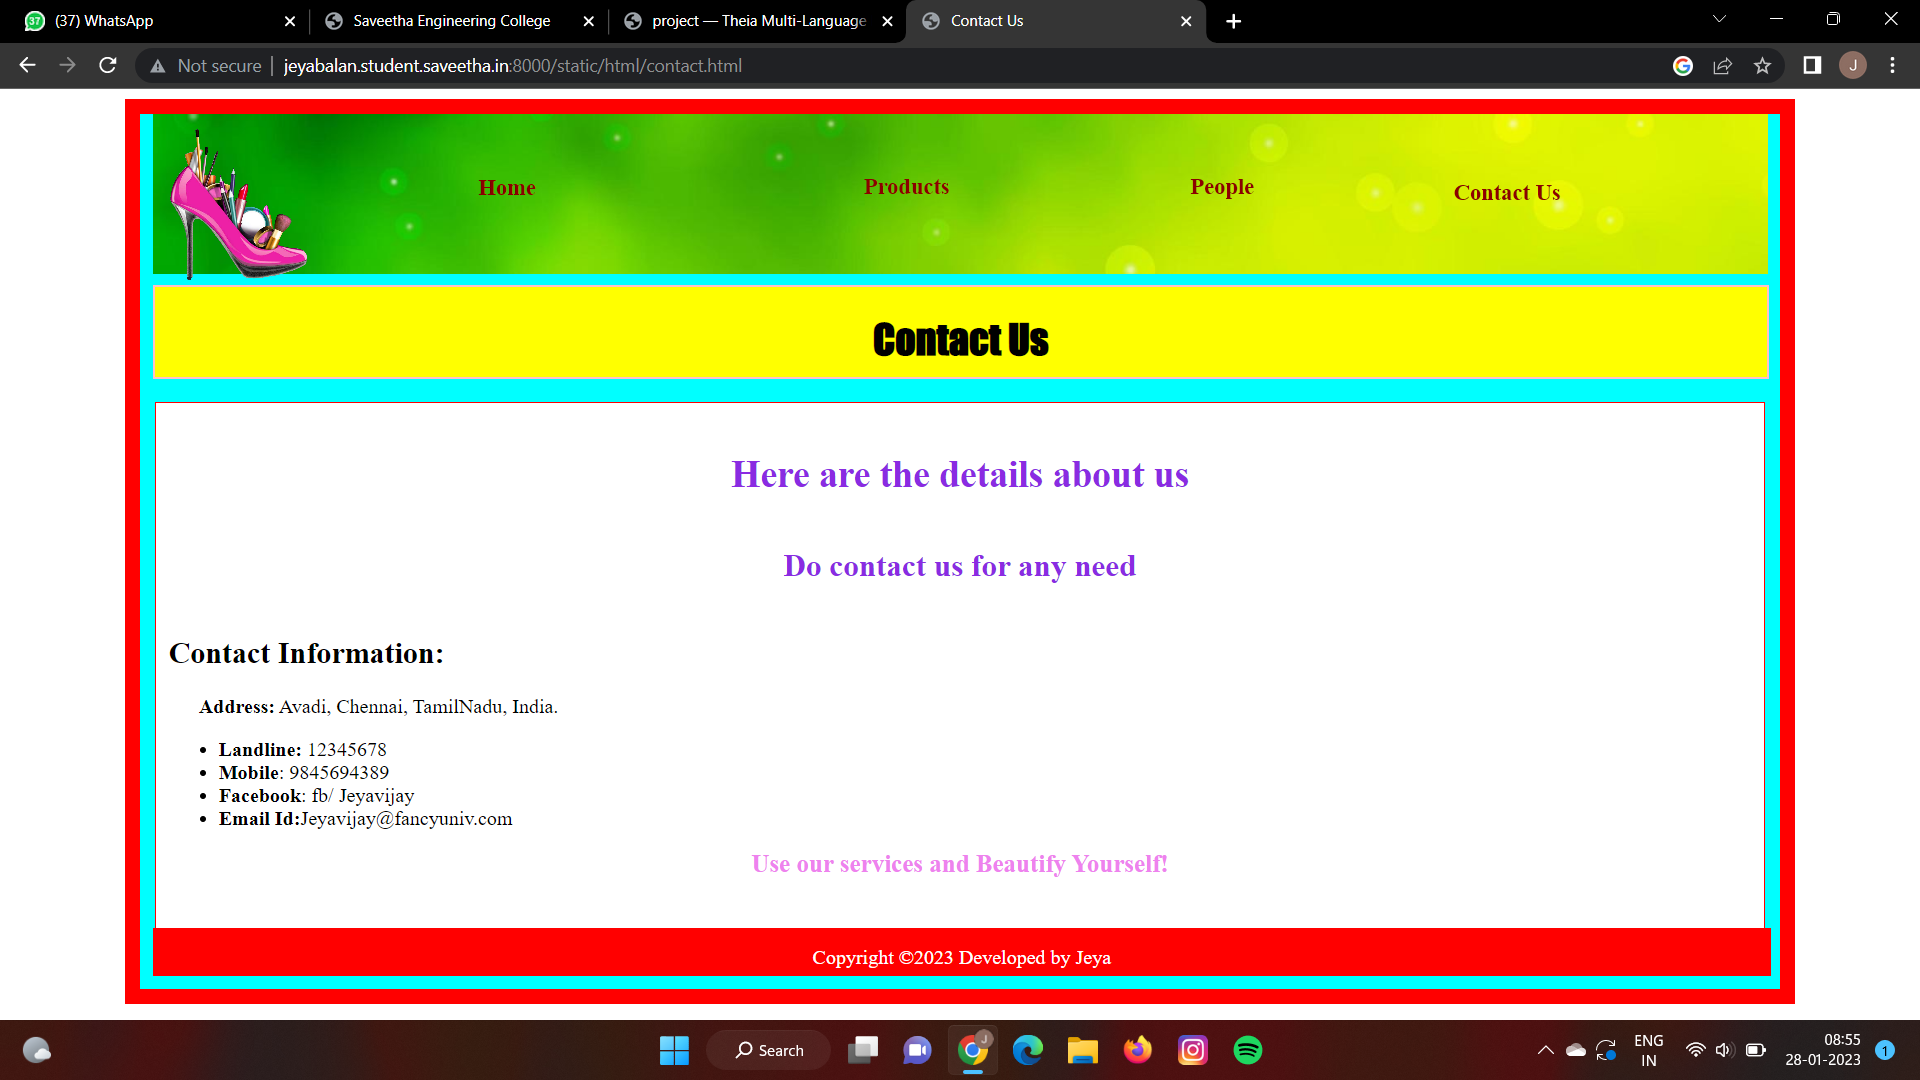 37 (37) WhatsApp
Saveetha Engineering College
project — Theia Multi-Language
Contact Us
Not secure
jeyabalan.student.saveetha.in:8000/static/html/contact.html
J
Home
Products
People
Contact Us
Contact Us
Here are the details about us
Do contact us for any need
Contact Information:
Address: Avadi, Chennai, TamilNadu, India.
Landline: 12345678
Mobile: 9845694389
Facebook: fb/ Jeyavijay
Email Id:Jeyavijay@fancyuniv.com
Use our services and Beautify Yourself!
Copyright ©2023 Developed by Jeya
Search
J
ENG
IN
08:55
28-01-2023
1